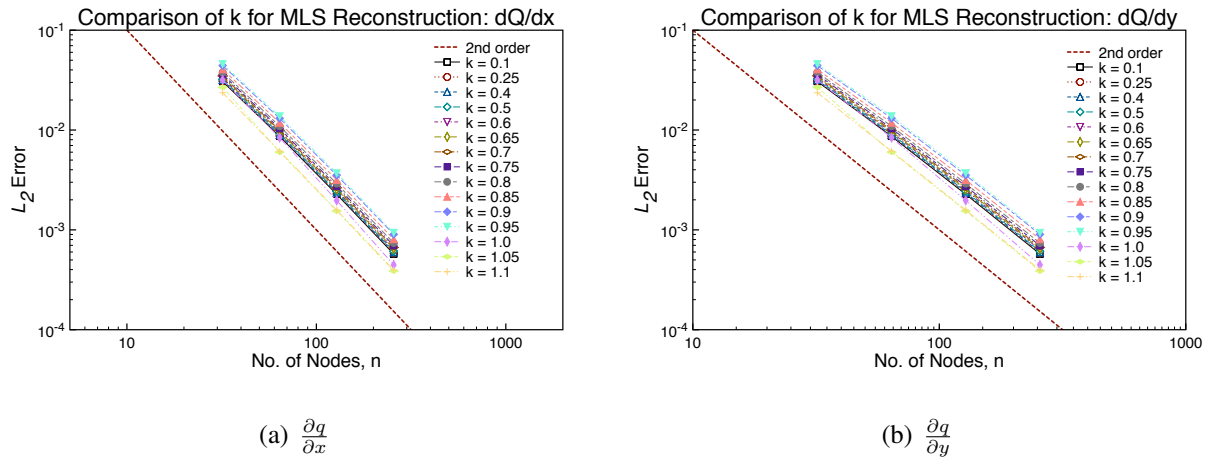 Comparison of k for MLS Reconstruction: dQ/dx
10^-1
10^-2
10^-3
10^-4
L_2 Error
2nd order
k = 0.1
k = 0.25
k = 0.4
k = 0.5
k = 0.6
k = 0.65
k = 0.7
k = 0.75
k = 0.8
k = 0.85
k = 0.9
k = 0.95
k = 1.0
k = 1.05
k = 1.1
10 100 1000
No. of Nodes, n
(a) ∂q/∂x
Comparison of k for MLS Reconstruction: dQ/dy
10^-1
10^-2
10^-3
10^-4
L_2 Error
2nd order
k = 0.1
k = 0.25
k = 0.4
k = 0.5
k = 0.6
k = 0.65
k = 0.7
k = 0.75
k = 0.8
k = 0.85
k = 0.9
k = 0.95
k = 1.0
k = 1.05
k = 1.1
10 100 1000
No. of Nodes, n
(b) ∂q/∂y